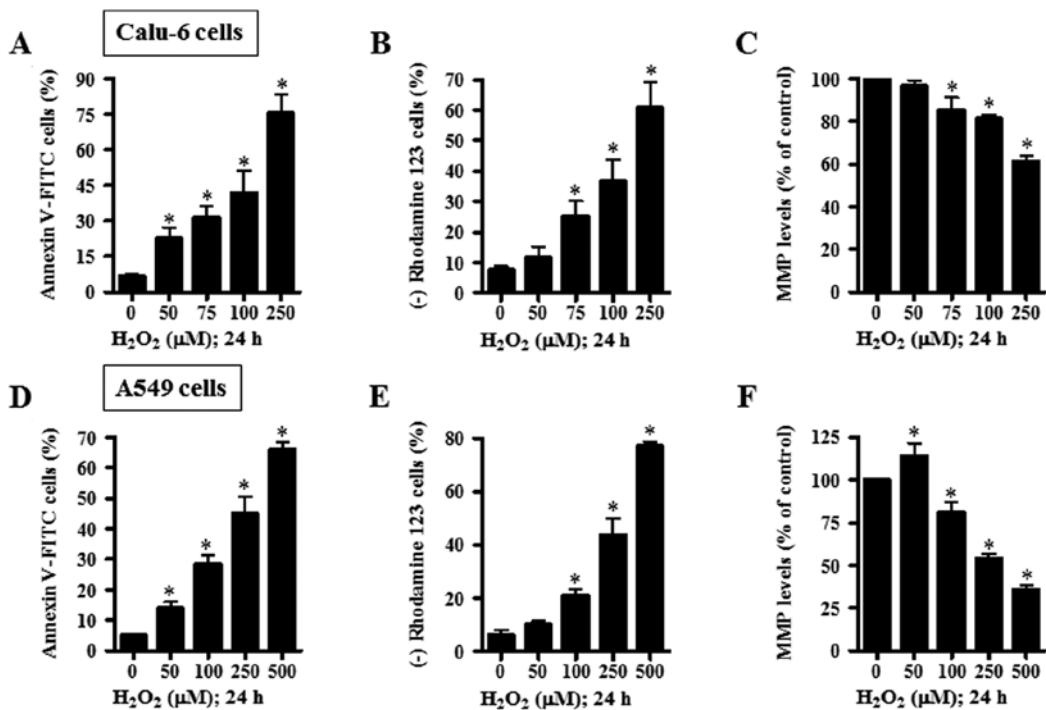 A
Calu-6 cells
Annexin V-FITC cells (%)
90
75
60
45
30
15
0
* * * *
0 50 75 100 250
H₂O₂ (μM); 24 h
B
(-) Rhodamine 123 cells (%)
70
60
50
40
30
20
10
0
* * *
0 50 75 100 250
H₂O₂ (μM); 24 h
C
MMP levels (% of control)
100
80
60
40
20
0
* * *
0 50 75 100 250
H₂O₂ (μM); 24 h
D
A549 cells
Annexin V-FITC cells (%)
70
60
50
40
30
20
10
0
* * * *
0 50 100 250 500
H₂O₂ (μM); 24 h
E
(-) Rhodamine 123 cells (%)
80
60
40
20
0
* * *
0 50 100 250 500
H₂O₂ (μM); 24 h
F
MMP levels (% of control)
125
100
75
50
25
0
* * * *
0 50 100 250 500
H₂O₂ (μM); 24 h